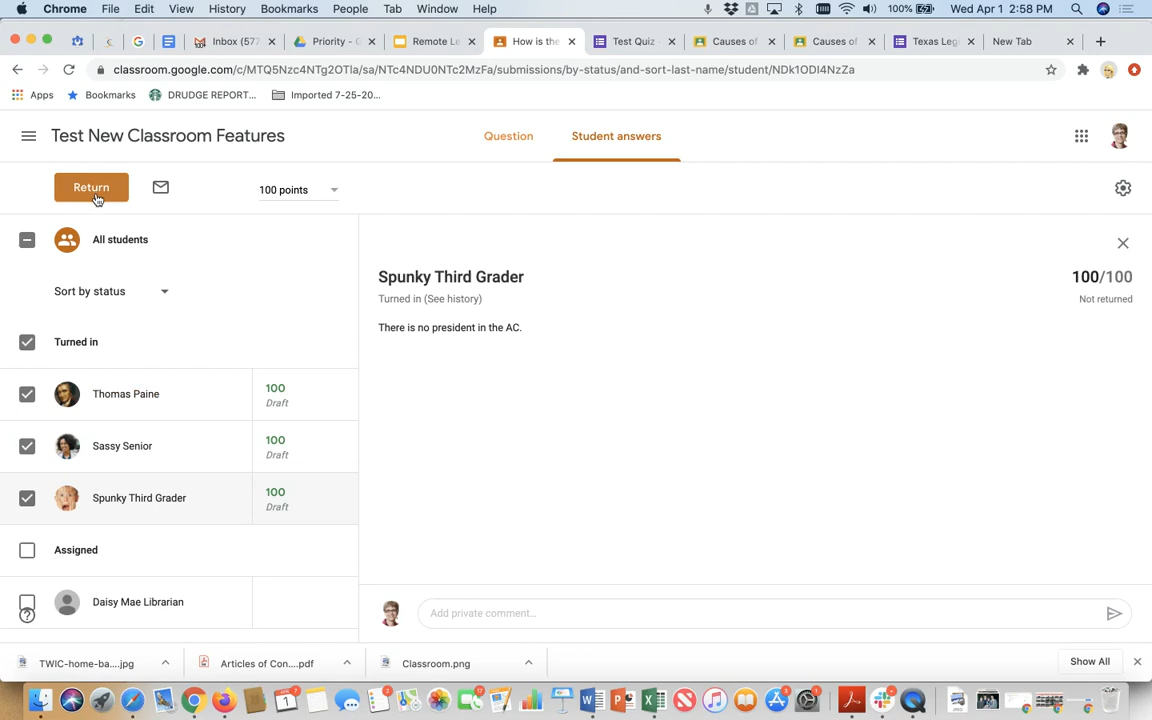 Chrome File Edit View History Bookmarks People Tab Window Help 100% Wed Apr 1 2:58 PM
Inbox (577 Priority - G Remote Le How is the Test Quiz - Causes of Causes of Texas Leg New Tab
classroom.google.com/c/MTQ5Nzc4NTg2OTIa/sa/NTc4NDU0NTc2MzFa/submissions/by-status/and-sort-last-name/student/NDk1ODI4NzZa
Apps Bookmarks DRUDGE REPORT... Imported 7-25-20...
Test New Classroom Features Question Student answers
Return 100 points
All students
Sort by status
Turned in
Thomas Paine 100
Draft
Sassy Senior 100
Draft
Spunky Third Grader 100
Draft
Assigned
Daisy Mae Librarian
Spunky Third Grader 100/100
Turned in (See history) Not returned
There is no president in the AC.
Add private comment...
TWIC-home-ba....jpg Articles of Con....pdf Classroom.png Show All